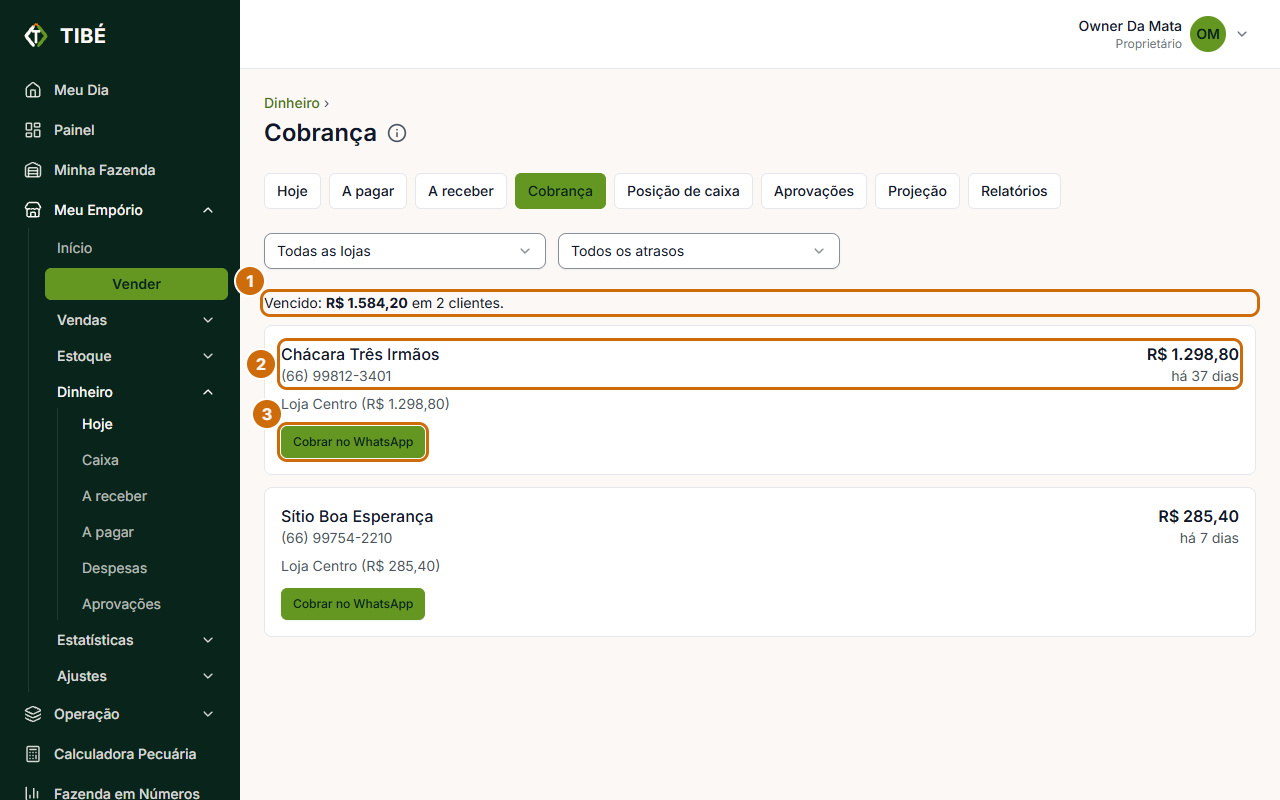 TIBÉ
Meu Dia
Painel
Minha Fazenda
Meu Empório
Início
Vender
Vendas
Estoque
Dinheiro
Hoje
Caixa
A receber
A pagar
Despesas
Aprovações
Estatísticas
Ajustes
Operação
Calculadora Pecuária
Fazenda em Números
Owner Da Mata
Proprietário
OM
Dinheiro ›
Cobrança
Hoje
A pagar
A receber
Cobrança
Posição de caixa
Aprovações
Projeção
Relatórios
Todas as lojas
Todos os atrasos
1
Vencido: R$ 1.584,20 em 2 clientes.
2
Chácara Três Irmãos
R$ 1.298,80
(66) 99812-3401
há 37 dias
Loja Centro (R$ 1.298,80)
3
Cobrar no WhatsApp
Sítio Boa Esperança
R$ 285,40
(66) 99754-2210
há 7 dias
Loja Centro (R$ 285,40)
Cobrar no WhatsApp